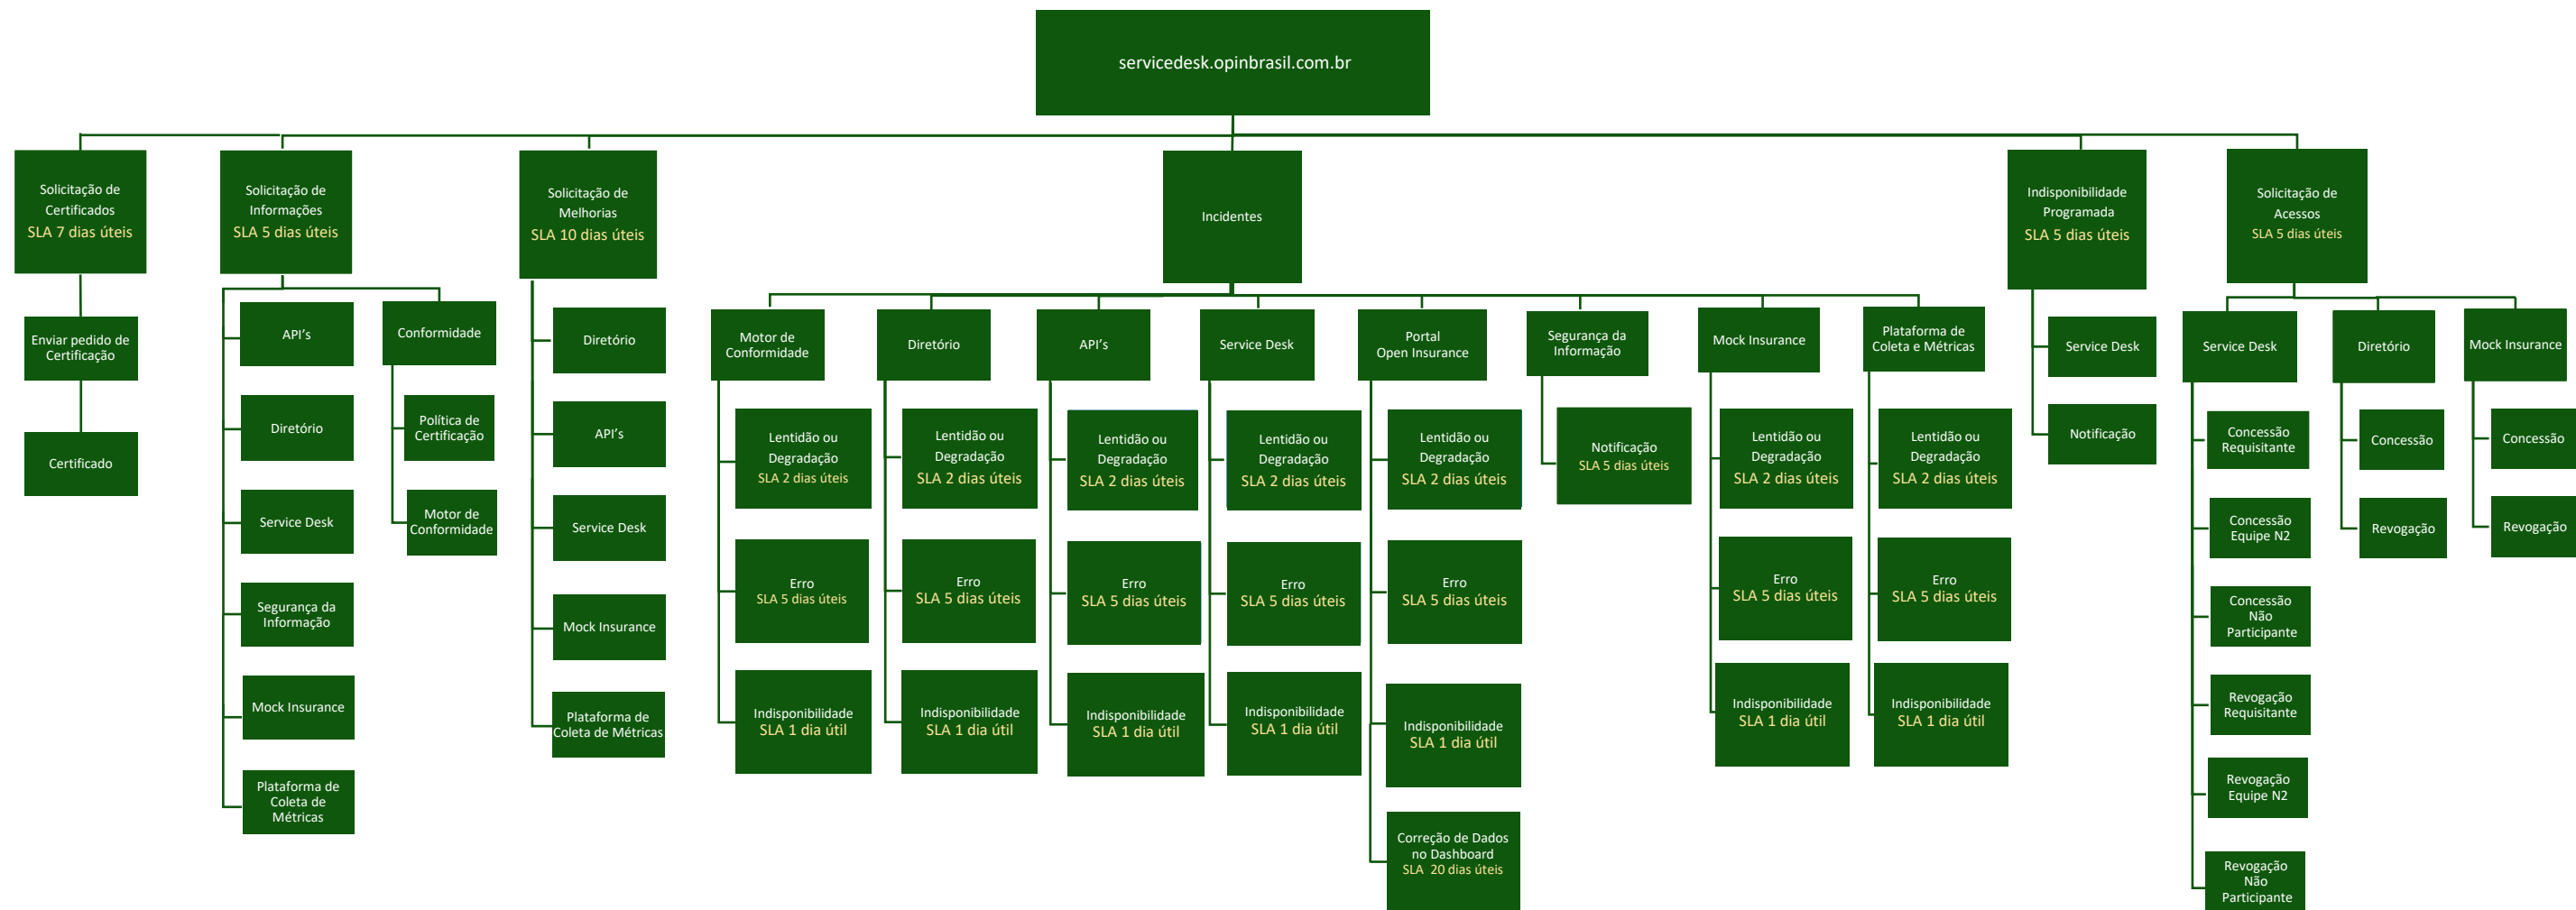 servicedesk.opinbrasil.com.br
Solicitação de
Certificados
SLA 7 dias úteis
Enviar pedido de
Certificação
Certificado
Solicitação de
Informações
SLA 5 dias úteis
API's
Diretório
Service Desk
Segurança da
Informação
Mock Insurance
Plataforma de
Coleta de
Métricas
Conformidade
Política de
Certificação
Motor de
Conformidade
Solicitação de
Melhorias
SLA 10 dias úteis
Diretório
API's
Service Desk
Mock Insurance
Plataforma de
Coleta de Métricas
Incidentes
Motor de
Conformidade
Lentidão ou
Degradação
SLA 2 dias úteis
Erro
SLA 5 dias úteis
Indisponibilidade
SLA 1 dia útil
Diretório
Lentidão ou
Degradação
SLA 2 dias úteis
Erro
SLA 5 dias úteis
Indisponibilidade
SLA 1 dia útil
API's
Lentidão ou
Degradação
SLA 2 dias úteis
Erro
SLA 5 dias úteis
Indisponibilidade
SLA 1 dia útil
Service Desk
Lentidão ou
Degradação
SLA 2 dias úteis
Erro
SLA 5 dias úteis
Indisponibilidade
SLA 1 dia útil
Portal
Open Insurance
Lentidão ou
Degradação
SLA 2 dias úteis
Erro
SLA 5 dias úteis
Indisponibilidade
SLA 1 dia útil
Correção de Dados
no Dashboard
SLA 20 dias úteis
Segurança da
Informação
Notificação
SLA 5 dias úteis
Mock Insurance
Lentidão ou
Degradação
SLA 2 dias úteis
Erro
SLA 5 dias úteis
Indisponibilidade
SLA 1 dia útil
Plataforma de
Coleta e Métricas
Lentidão ou
Degradação
SLA 2 dias úteis
Erro
SLA 5 dias úteis
Indisponibilidade
SLA 1 dia útil
Indisponibilidade
Programada
SLA 5 dias úteis
Service Desk
Notificação
Solicitação de
Acessos
SLA 5 dias úteis
Service Desk
Concessão
Requisitante
Concessão
Equipe N2
Concessão
Não
Participante
Revogação
Requisitante
Revogação
Equipe N2
Revogação
Não
Participante
Diretório
Concessão
Revogação
Mock Insurance
Concessão
Revogação